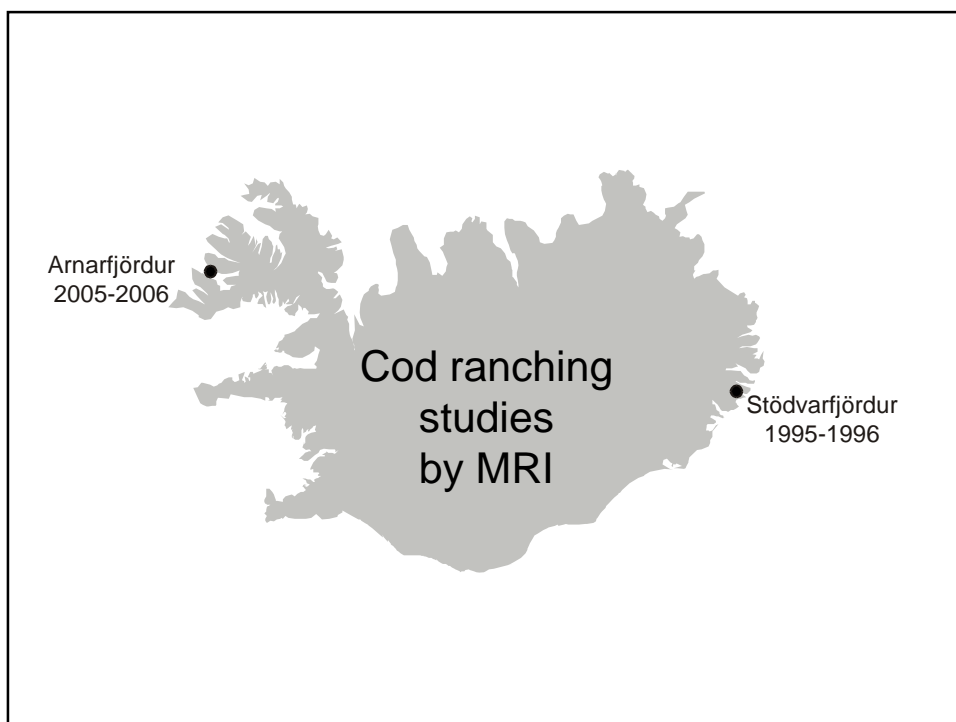 Arnarfjördur
2005-2006
Cod ranching
studies
by MRI
Stödvarfjördur
1995-1996